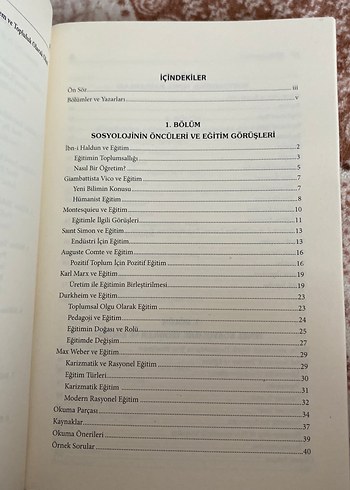 em ve Topluluk Olarak
İÇİNDEKİLER
Ön Söz iii
Bölümler ve Yazarları v
1. BÖLÜM
SOSYOLOJİNİN ÖNCÜLERİ VE EĞİTİM GÖRÜŞLERİ
İbn-i Haldun ve Eğitim 2
Eğitimin Toplumsallığı 3
Nasıl Bir Öğretim? 5
Giambattista Vico ve Eğitim 7
Yeni Bilimin Konusu 7
Hümanist Eğitim 8
Montesquieu ve Eğitim 10
Eğitimle İlgili Görüşleri 11
Saint Simon ve Eğitim 13
Endüstri İçin Eğitim 13
Auguste Comte ve Eğitim 16
Pozitif Toplum İçin Pozitif Eğitim 16
Karl Marx ve Eğitim 19
Üretim ile Eğitimin Birleştirilmesi 19
Durkheim ve Eğitim 23
Toplumsal Olgu Olarak Eğitim 23
Pedagoji ve Eğitim 24
Eğitimin Doğası ve Rolü 25
Eğitimde Değişim 27
Max Weber ve Eğitim 29
Karizmatik ve Rasyonel Eğitim 29
Eğitim Türleri 30
Karizmatik Eğitim 31
Modern Rasyonel Eğitim 32
Okuma Parçası 34
Kaynaklar 37
Okuma Önerileri 39
Örnek Sorular 40